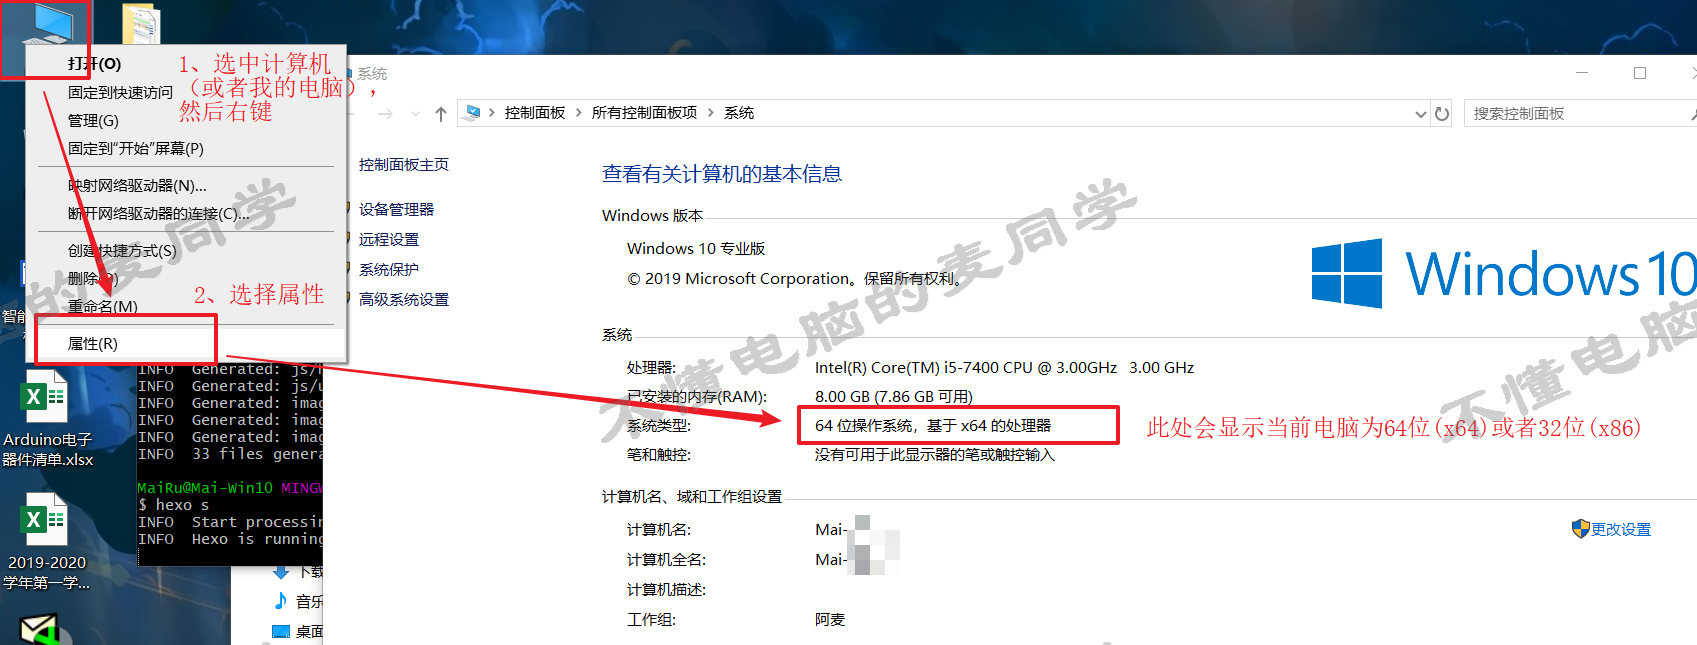 打开(O)
固定到快速访问
管理(G)
固定到“开始”屏幕(P)
映射网络驱动器(N)...
断开网络驱动器的连接(C)...
创建快捷方式(S)
删除(D)
重命名(M)
属性(R)
1、选中计算机
（或者我的电脑），
然后右键
2、选择属性
系统
控制面板 所有控制面板项 系统
搜索控制面板
控制面板主页
设备管理器
远程设置
系统保护
高级系统设置
查看有关计算机的基本信息
Windows 版本
Windows 10 专业版
© 2019 Microsoft Corporation。保留所有权利。
Windows 10
系统
处理器: Intel(R) Core(TM) i5-7400 CPU @ 3.00GHz 3.00 GHz
已安装的内存(RAM): 8.00 GB (7.86 GB 可用)
系统类型: 64 位操作系统，基于 x64 的处理器
此处会显示当前电脑为64位(x64)或者32位(x86)
笔和触控: 没有可用于此显示器的笔或触控输入
计算机名、域和工作组设置
计算机名: Mai-
计算机全名: Mai-
计算机描述:
工作组: 阿麦
更改设置
不懂电脑的麦同学
的麦同学
不懂电脑
智能
Arduino电子
器件清单.xlsx
2019-2020
学年第一学...
INFO Generated: js/
INFO Generated: js/
INFO Generated: imag
INFO Generated: imag
INFO Generated: imag
INFO 33 files genera
MaiRu@Mai-Win10 MINGW
$ hexo s
INFO Start processin
INFO Hexo is running
下载
音乐
桌面